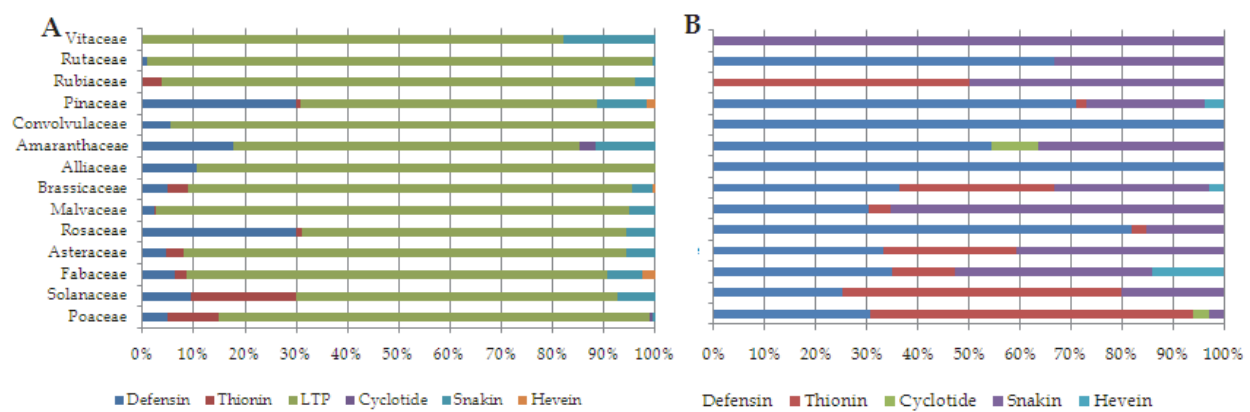 A
B
Vitaceae
Rutaceae
Rubiaceae
Pinaceae
Convolvulaceae
Amaranthaceae
Alliaceae
Brassicaceae
Malvaceae
Rosaceae
Asteraceae
Fabaceae
Solanaceae
Poaceae
0% 10% 20% 30% 40% 50% 60% 70% 80% 90% 100%
0% 10% 20% 30% 40% 50% 60% 70% 80% 90% 100%
Defensin Thionin LTP Cyclotide Snakin Hevein
Defensin Thionin Cyclotide Snakin Hevein